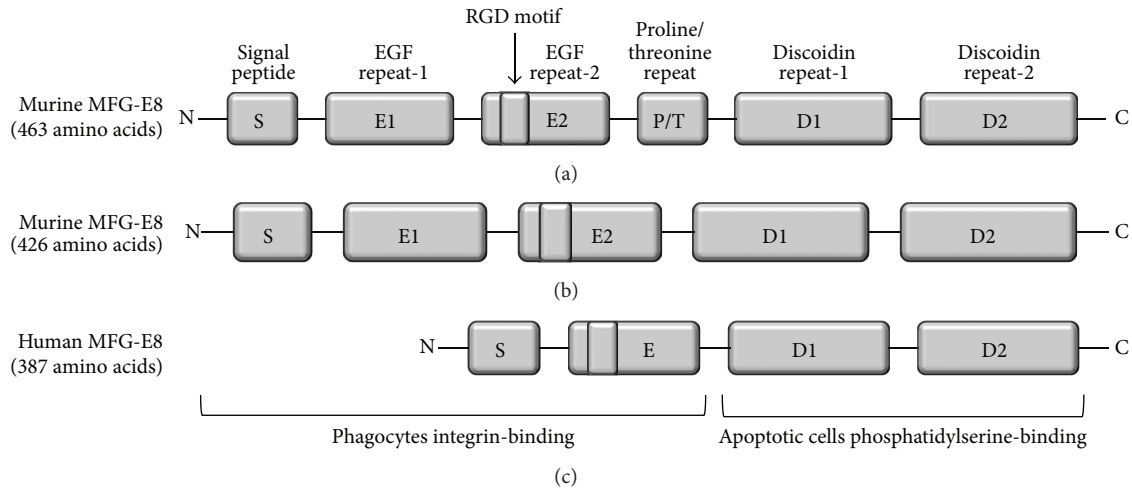 (a)
RGD motif
Proline/
threonine
repeat
Signal
peptide
EGF
repeat-1
EGF
repeat-2
Discoidin
repeat-1
Discoidin
repeat-2
Murine MFG-E8
(463 amino acids)
N
S
E1
E2
P/T
D1
D2
C
(a)
Murine MFG-E8
(426 amino acids)
N
S
E1
E2
D1
D2
C
(b)
Human MFG-E8
(387 amino acids)
N
S
E
D1
D2
C
Phagocytes integrin-binding
Apoptotic cells phosphatidylserine-binding
(c)